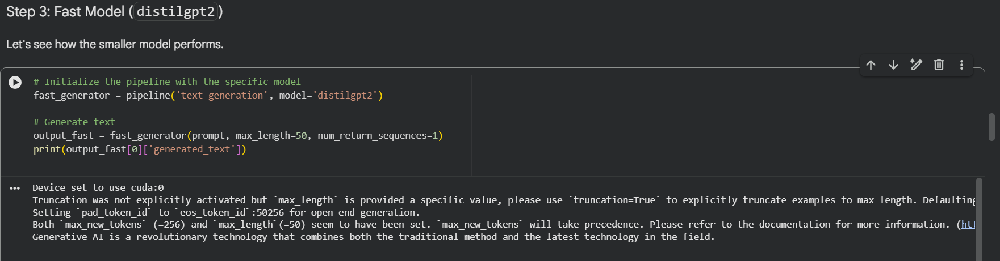 Step 3: Fast Model (distilgpt2)
Let's see how the smaller model performs.
# Initialize the pipeline with the specific model
fast_generator = pipeline('text-generation', model='distilgpt2')
# Generate text
output_fast = fast_generator(prompt, max_length=50, num_return_sequences=1)
print(output_fast[0]['generated_text'])
Device set to use cuda:0
Truncation was not explicitly activated but `max_length` is provided a specific value, please use `truncation=True` to explicitly truncate examples to max length. Defaulting
Setting `pad_token_id` to `eos_token_id`:50256 for open-end generation.
Both `max_new_tokens` (=256) and `max_length`(=50) seem to have been set. `max_new_tokens` will take precedence. Please refer to the documentation for more information. (htt
Generative AI is a revolutionary technology that combines both the traditional method and the latest technology in the field.